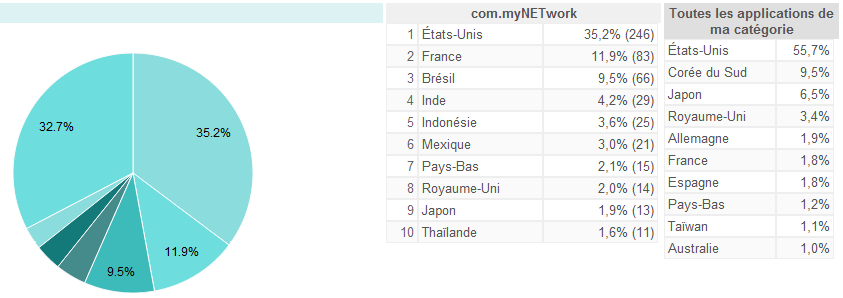 32.7%
35.2%
11.9%
9.5%
com.myNETwork
1 États-Unis 35,2% (246)
2 France 11,9% (83)
3 Brésil 9,5% (66)
4 Inde 4,2% (29)
5 Indonésie 3,6% (25)
6 Mexique 3,0% (21)
7 Pays-Bas 2,1% (15)
8 Royaume-Uni 2,0% (14)
9 Japon 1,9% (13)
10 Thaïlande 1,6% (11)
Toutes les applications de
ma catégorie
États-Unis 55,7%
Corée du Sud 9,5%
Japon 6,5%
Royaume-Uni 3,4%
Allemagne 1,9%
France 1,8%
Espagne 1,8%
Pays-Bas 1,2%
Taïwan 1,1%
Australie 1,0%